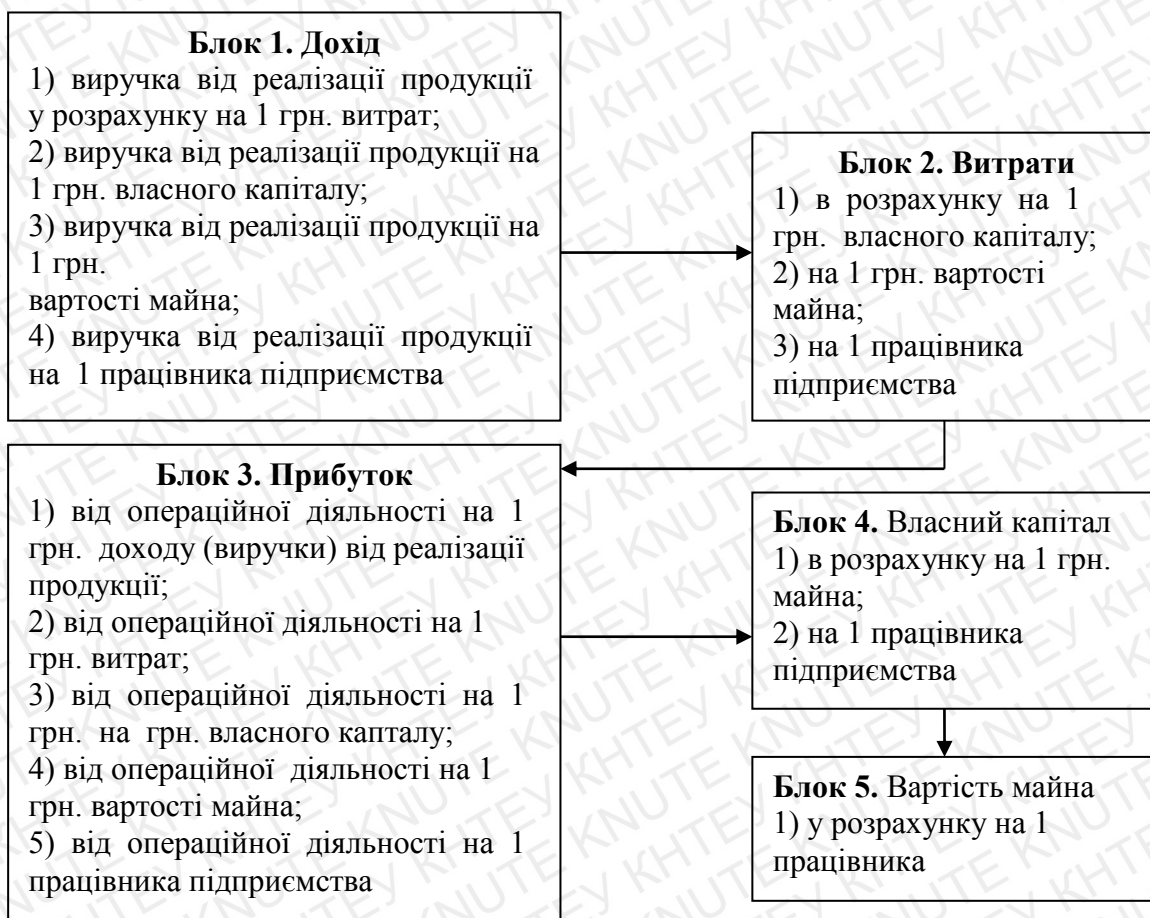 Блок 1. Дохід
1) виручка від реалізації продукції
у розрахунку на 1 грн. витрат;
2) виручка від реалізації продукції на
1 грн. власного капіталу;
3) виручка від реалізації продукції на
1 грн.
вартості майна;
4) виручка від реалізації продукції
на 1 працівника підприємства
Блок 2. Витрати
1) в розрахунку на 1
грн. власного капіталу;
2) на 1 грн. вартості
майна;
3) на 1 працівника
підприємства
Блок 3. Прибуток
1) від операційної діяльності на 1
грн. доходу (виручки) від реалізації
продукції;
2) від операційної діяльності на 1
грн. витрат;
3) від операційної діяльності на 1
грн. на грн. власного капталу;
4) від операційної діяльності на 1
грн. вартості майна;
5) від операційної діяльності на 1
працівника підприємства
Блок 4. Власний капітал
1) в розрахунку на 1 грн.
майна;
2) на 1 працівника
підприємства
Блок 5. Вартість майна
1) у розрахунку на 1
працівника